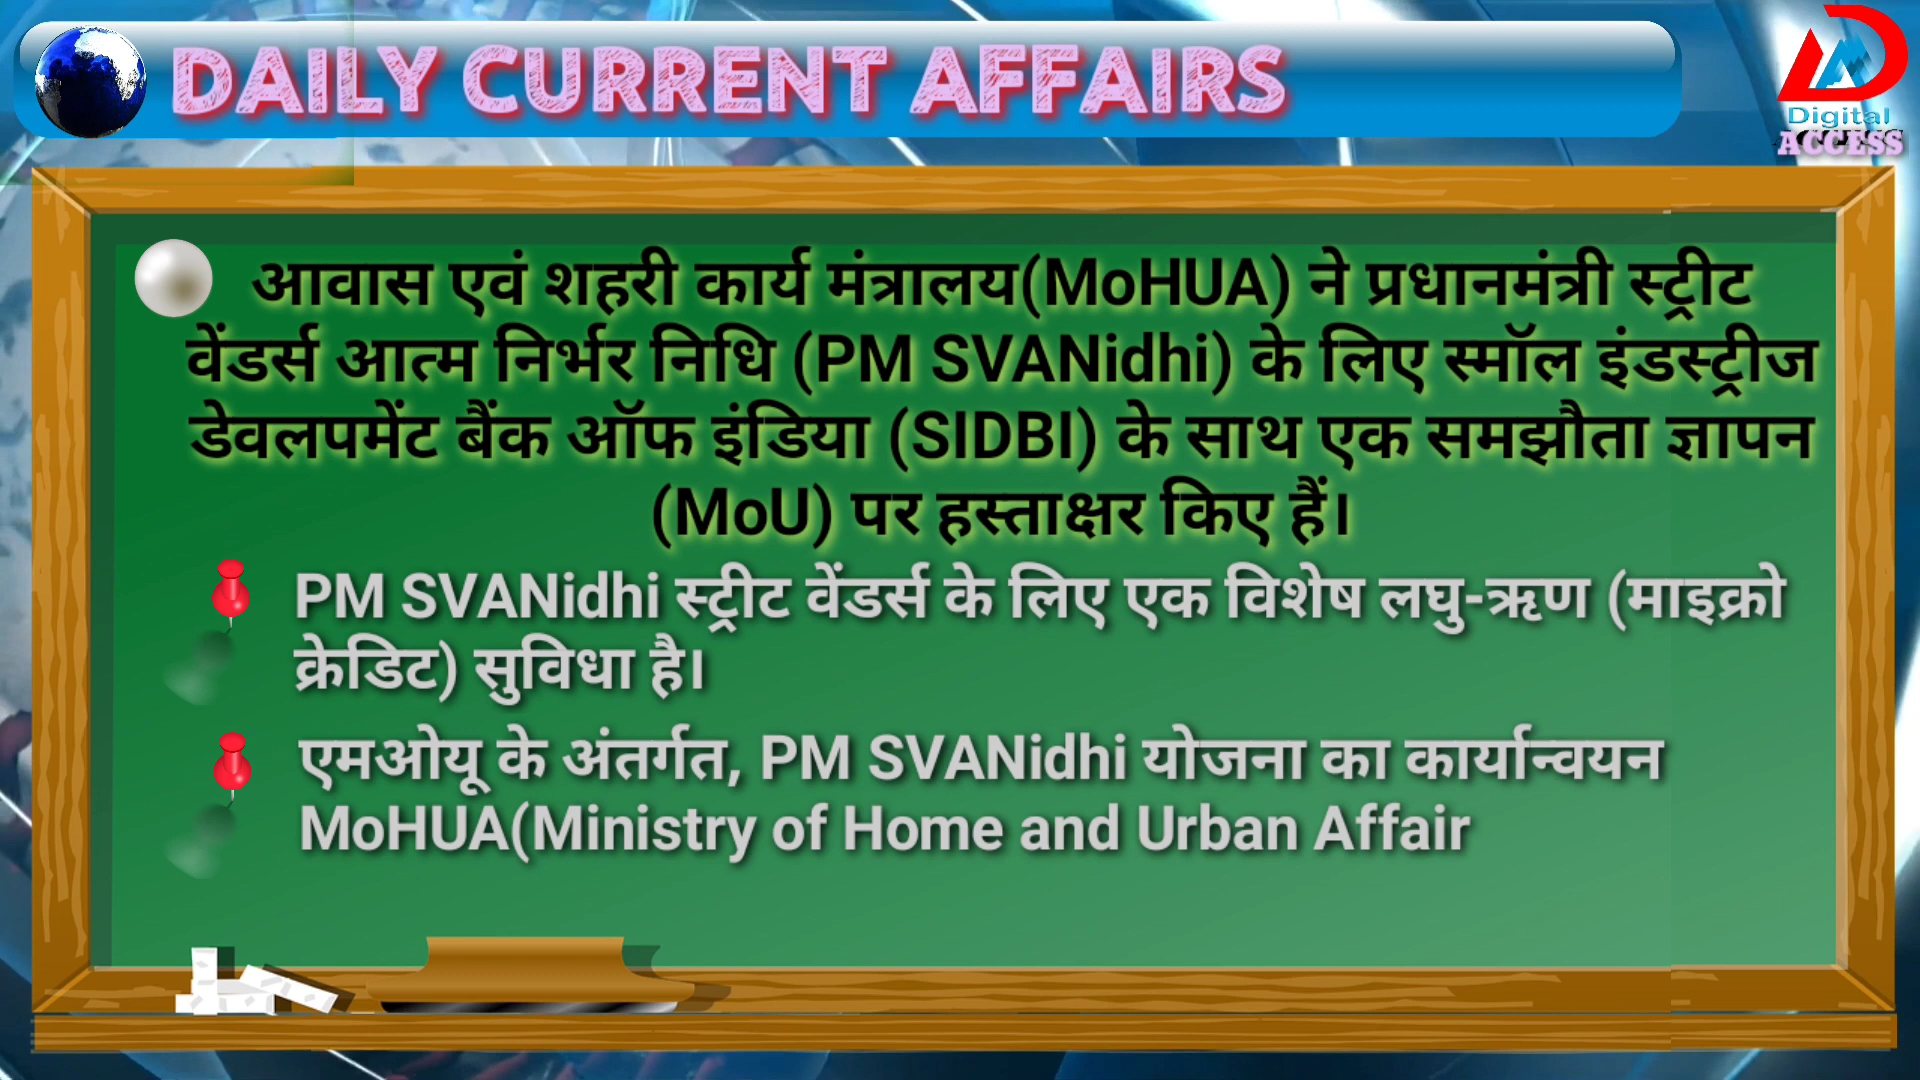 DAILY CURRENT AFFAIRS
Digital
ACCESS
आवास एवं शहरी कार्य मंत्रालय(MoHUA) ने प्रधानमंत्री स्ट्रीट
वेंडर्स आत्म निर्भर निधि (PM SVANidhi) के लिए स्मॉल इंडस्ट्रीज
डेवलपमेंट बैंक ऑफ इंडिया (SIDBI) के साथ एक समझौता ज्ञापन
(MoU) पर हस्ताक्षर किए हैं।
PM SVANidhi स्ट्रीट वेंडर्स के लिए एक विशेष लघु-ऋण (माइक्रो
क्रेडिट) सुविधा है।
एमओयू के अंतर्गत, PM SVANidhi योजना का कार्यान्वयन
MoHUA(Ministry of Home and Urban Affair